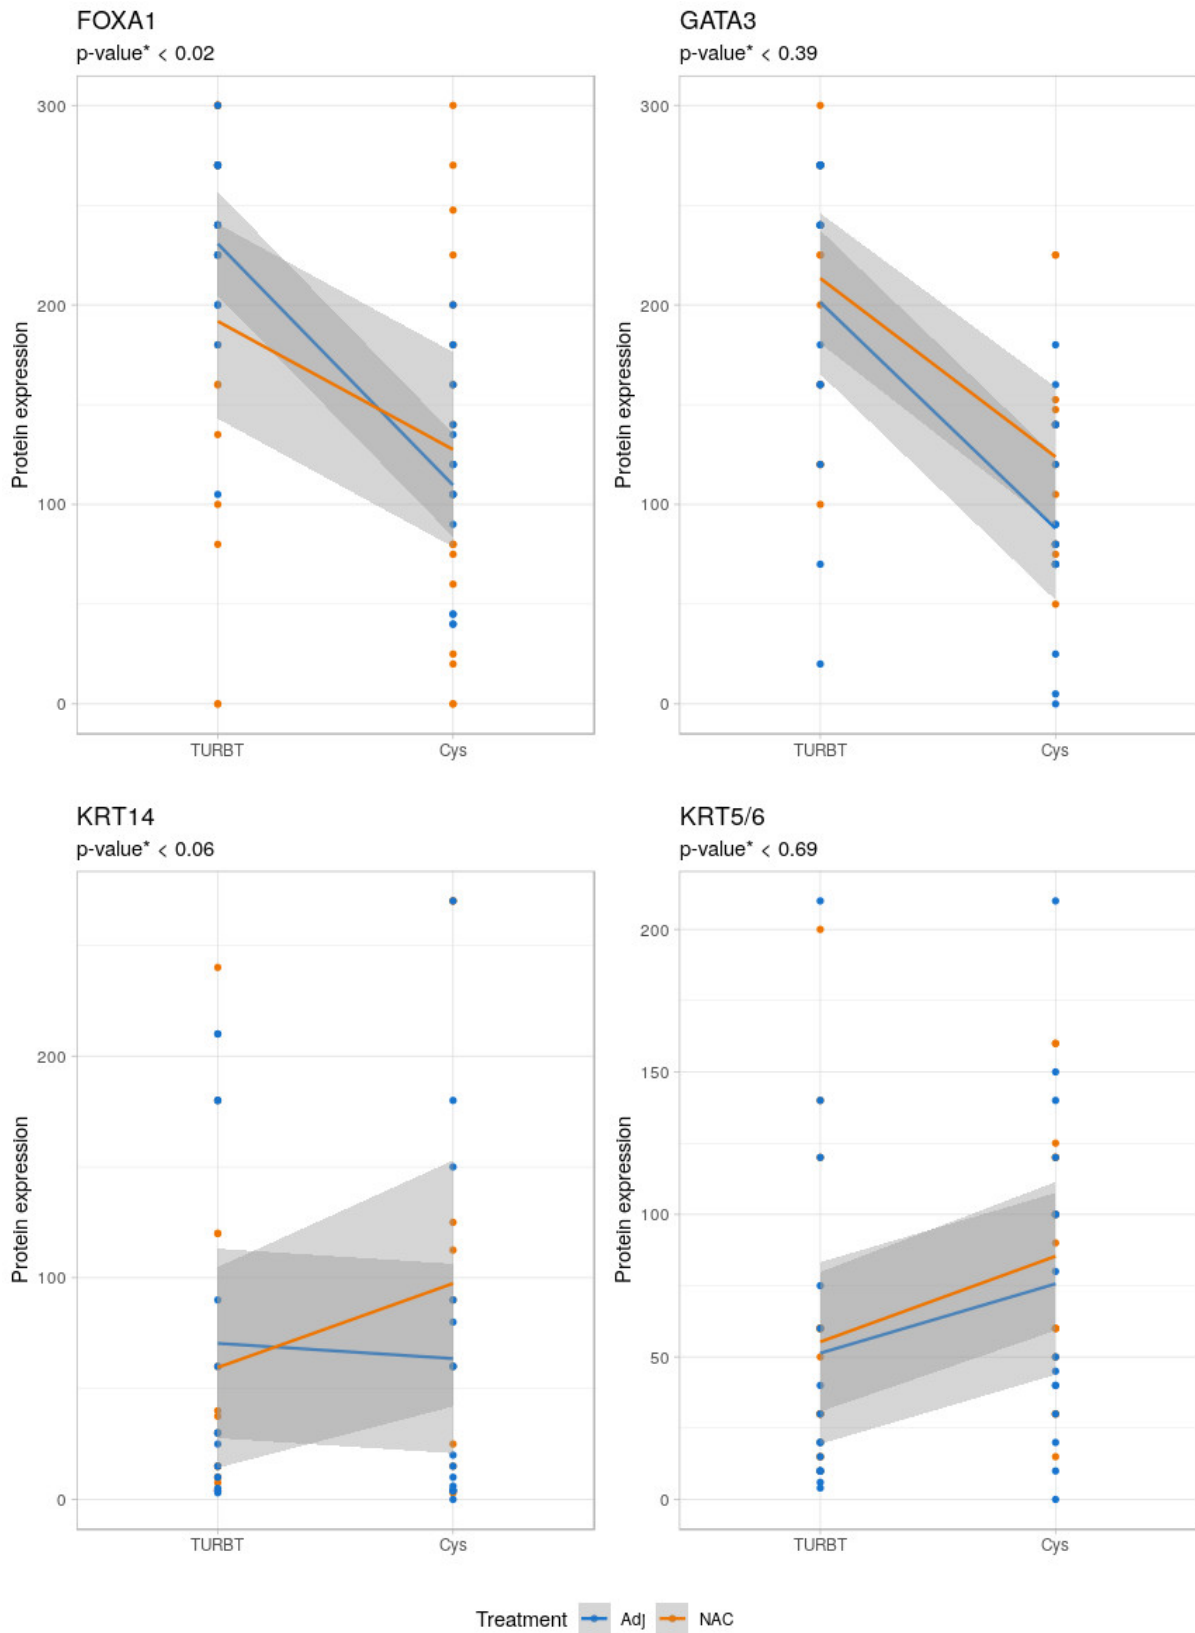 FOXA1
p-value* < 0.02
Protein expression
300
200
100
0
TURBT
Cys
GATA3
p-value* < 0.39
Protein expression
300
200
100
0
TURBT
Cys
KRT14
p-value* < 0.06
Protein expression
200
100
0
TURBT
Cys
KRT5/6
p-value* < 0.69
Protein expression
200
150
100
50
0
TURBT
Cys
Treatment Adj NAC